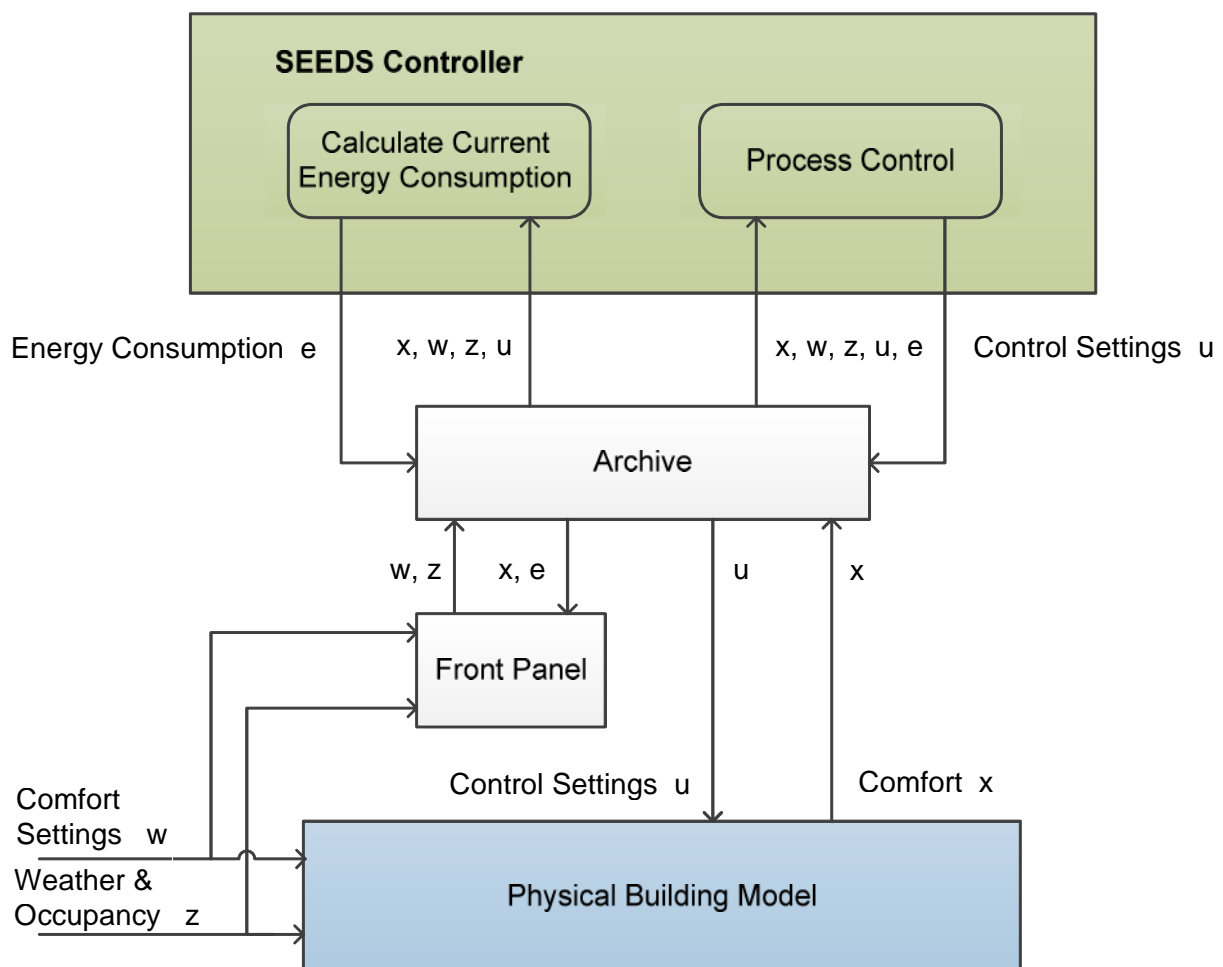 SEEDS Controller
Calculate Current
Energy Consumption
Process Control
Energy Consumption e
x, w, z, u
x, w, z, u, e
Control Settings u
Archive
w, z
x, e
u
x
Front Panel
Control Settings u
Comfort x
Comfort
Settings w
Weather &
Occupancy z
Physical Building Model